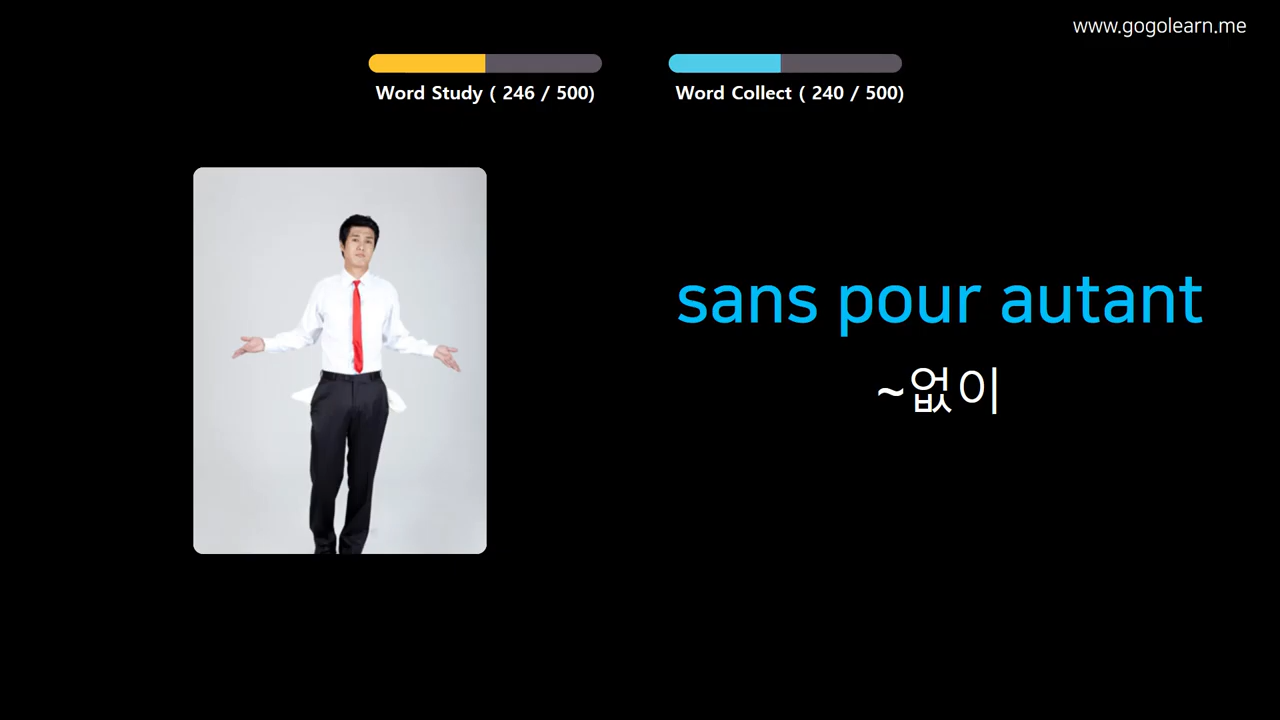 www.gogolearn.me
Word Study ( 246 / 500)
Word Collect ( 240 / 500)
sans pour autant
~없이